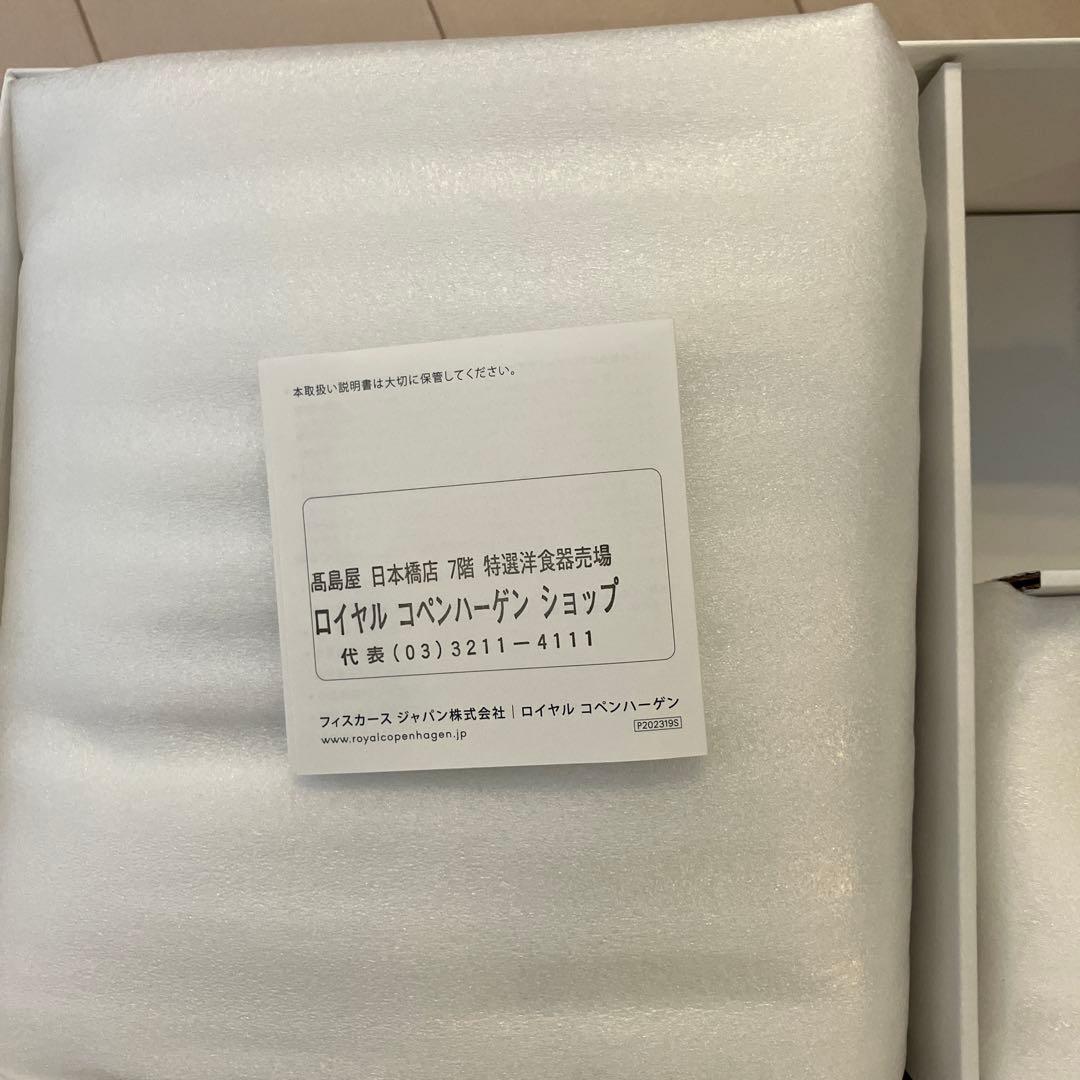 本取扱い説明書は大切に保管してください。
髙島屋 日本橋店 7階 特選洋食器売場
ロイヤル コペンハーゲン ショップ
代 表 (03) 3211-4111
フィスカース ジャパン株式会社|ロイヤル コペンハーゲン
www.royalcopenhagen.jp
P202319S